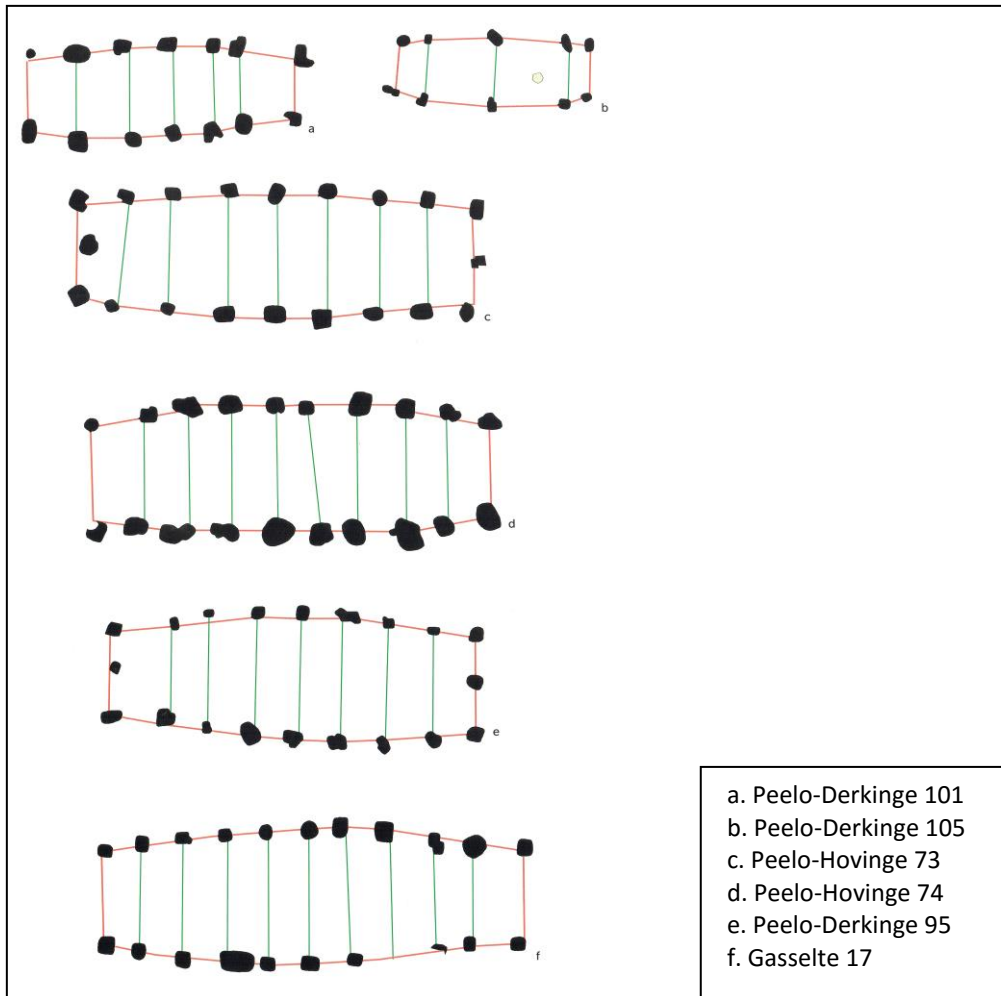 a
b
c
d
e
f
a. Peelo-Derkinge 101
b. Peelo-Derkinge 105
c. Peelo-Hovinge 73
d. Peelo-Hovinge 74
e. Peelo-Derkinge 95
f. Gasselte 17